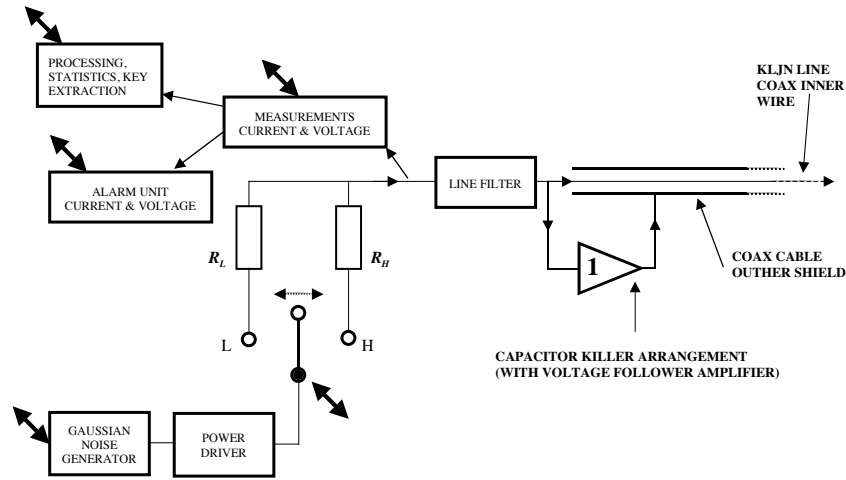 PROCESSING,
STATISTICS, KEY
EXTRACTION
MEASUREMENTS
CURRENT & VOLTAGE
ALARM UNIT
CURRENT & VOLTAGE
KLJN LINE
COAX INNER
WIRE
LINE FILTER
R_L
R_H
1
COAX CABLE
OUTHER SHIELD
L
H
CAPACITOR KILLER ARRANGEMENT
(WITH VOLTAGE FOLLOWER AMPLIFIER)
GAUSSIAN
NOISE
GENERATOR
POWER
DRIVER